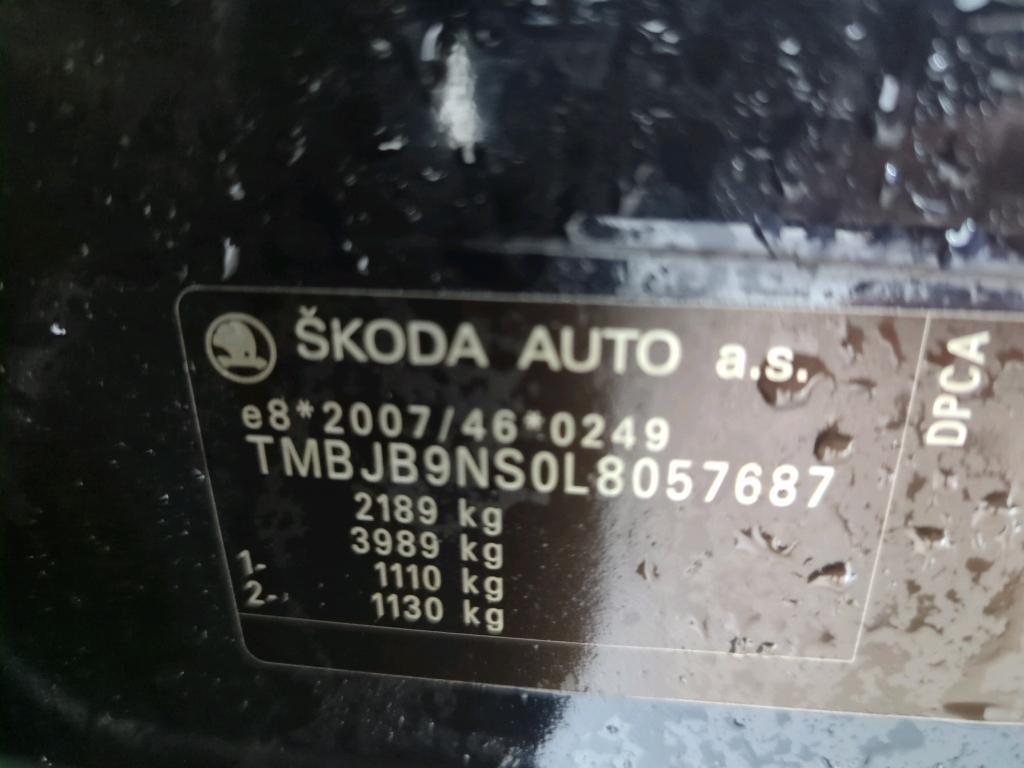 ŠKODA AUTO a.s.
e8*2007/46*0249
TMBJB9NS0L8057687
2189 kg
3989 kg
1- 1110 kg
2- 1130 kg
DPCA